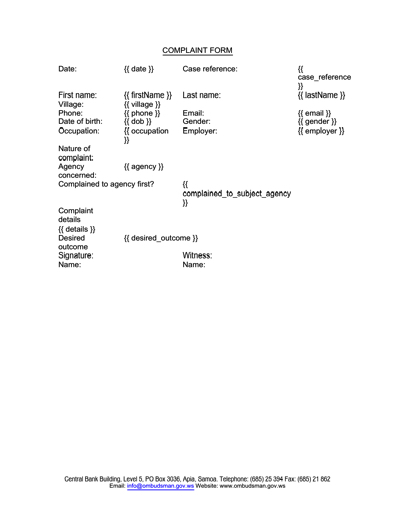 COMPLAINT FORM
Date: {{ date }} Case reference: {{
case_reference
}}
First name: {{ firstName }} Last name: {{ lastName }}
Village: {{ village }}
Phone: {{ phone }} Email: {{ email }}
Date of birth: {{ dob }} Gender: {{ gender }}
Occupation: {{ occupation Employer: {{ employer }}
}}
Nature of
complaint:
Agency {{ agency }}
concerned:
Complained to agency first? {{
complained_to_subject_agency
}}
Complaint
details
{{ details }}
Desired {{ desired_outcome }}
outcome
Signature: Witness:
Name: Name:
Central Bank Building, Level 5, PO Box 3036, Apia, Samoa. Telephone: (685) 25 394 Fax: (685) 21 862
Email: info@ombudsman.gov.ws Website: www.ombudsman.gov.ws